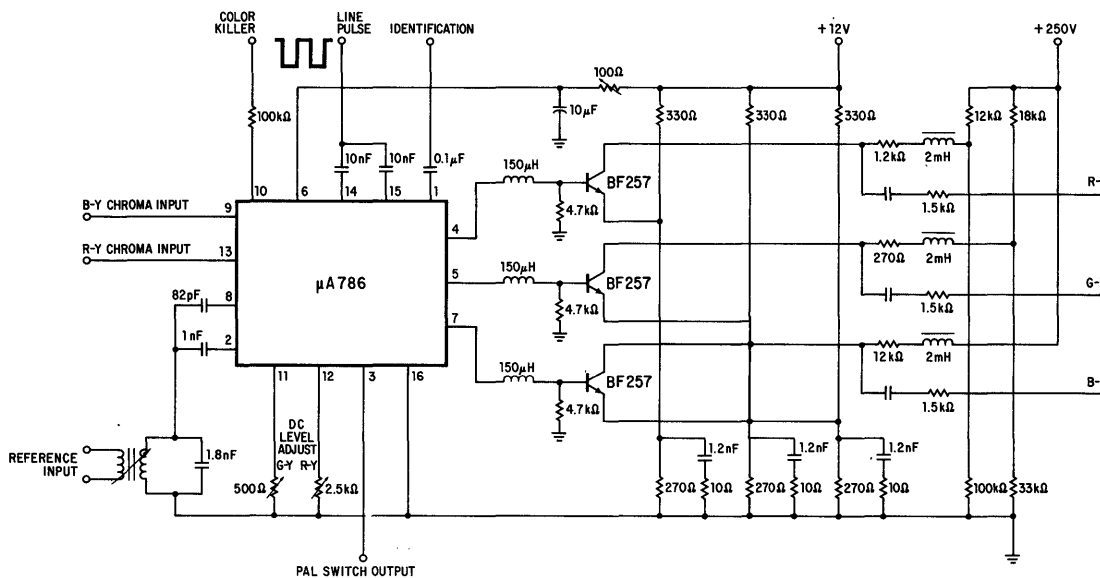 COLOR
KILLER
LINE
PULSE
IDENTIFICATION
+12V
+250V
100Ω
100kΩ
10μF
330Ω
330Ω
330Ω
12kΩ
18kΩ
10nF
10nF
0.1μF
150μH
BF257
1.2kΩ
2mH
10
6
14
15
1
4.7kΩ
1.5kΩ
R-
B-Y CHROMA INPUT
9
4
R-Y CHROMA INPUT
13
μA786
5
150μH
BF257
270Ω
2mH
82pF
8
4.7kΩ
1.5kΩ
G-
1nF
2
7
150μH
BF257
12kΩ
2mH
11
12
3
16
4.7kΩ
1.5kΩ
B-
DC
LEVEL
ADJUST
G-Y R-Y
REFERENCE
INPUT
1.8nF
500Ω
2.5kΩ
1.2nF
1.2nF
1.2nF
270Ω
10Ω
270Ω
10Ω
270Ω
10Ω
100kΩ
33kΩ
PAL SWITCH OUTPUT